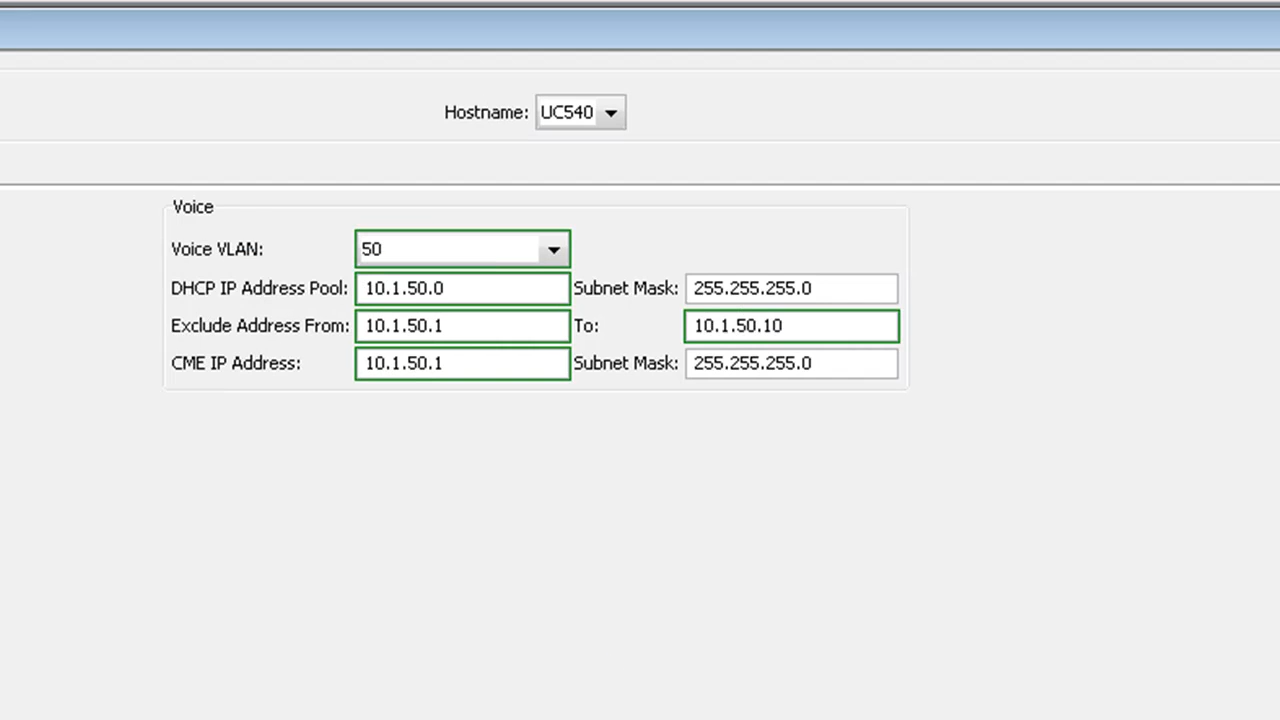 Hostname: UC540
Voice
Voice VLAN: 50
DHCP IP Address Pool: 10.1.50.0 Subnet Mask: 255.255.255.0
Exclude Address From: 10.1.50.1 To: 10.1.50.10
CME IP Address: 10.1.50.1 Subnet Mask: 255.255.255.0